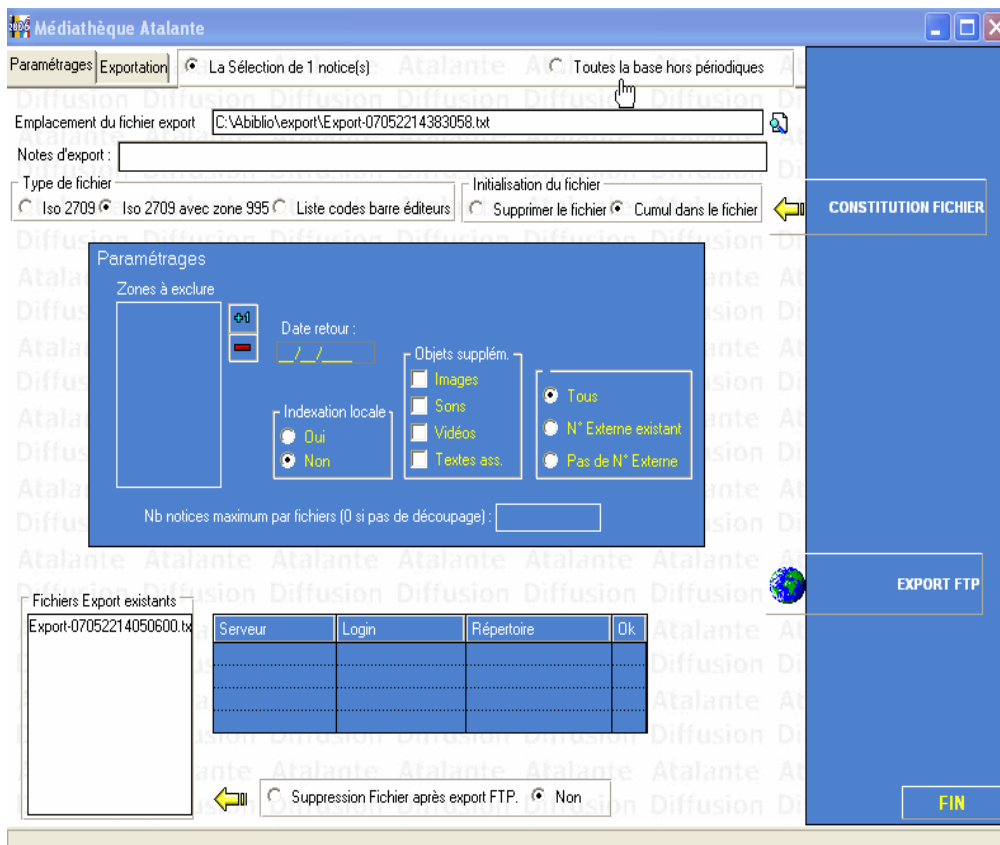 Médiathèque Atalante
Paramétrages Exportation La Sélection de 1 notice(s) Toutes la base hors périodiques
Emplacement du fichier export C:\Abiblio\export\Export-07052214383058.txt
Notes d'export :
Type de fichier
Iso 2709 Iso 2709 avec zone 995 Liste codes barre éditeurs
Initialisation du fichier
Supprimer le fichier Cumul dans le fichier
CONSTITUTION FICHIER
Paramétrages
Zones à exclure
+1
Date retour :
__/__/____
Objets supplém.
Images
Sons
Vidéos
Textes ass.
Indexation locale
Oui
Non
Tous
N° Externe existant
Pas de N° Externe
Nb notices maximum par fichiers (0 si pas de découpage) :
EXPORT FTP
Fichiers Export existants
Export-07052214050600.tx
Serveur Login Répertoire Ok
Suppression Fichier après export FTP. Non
FIN